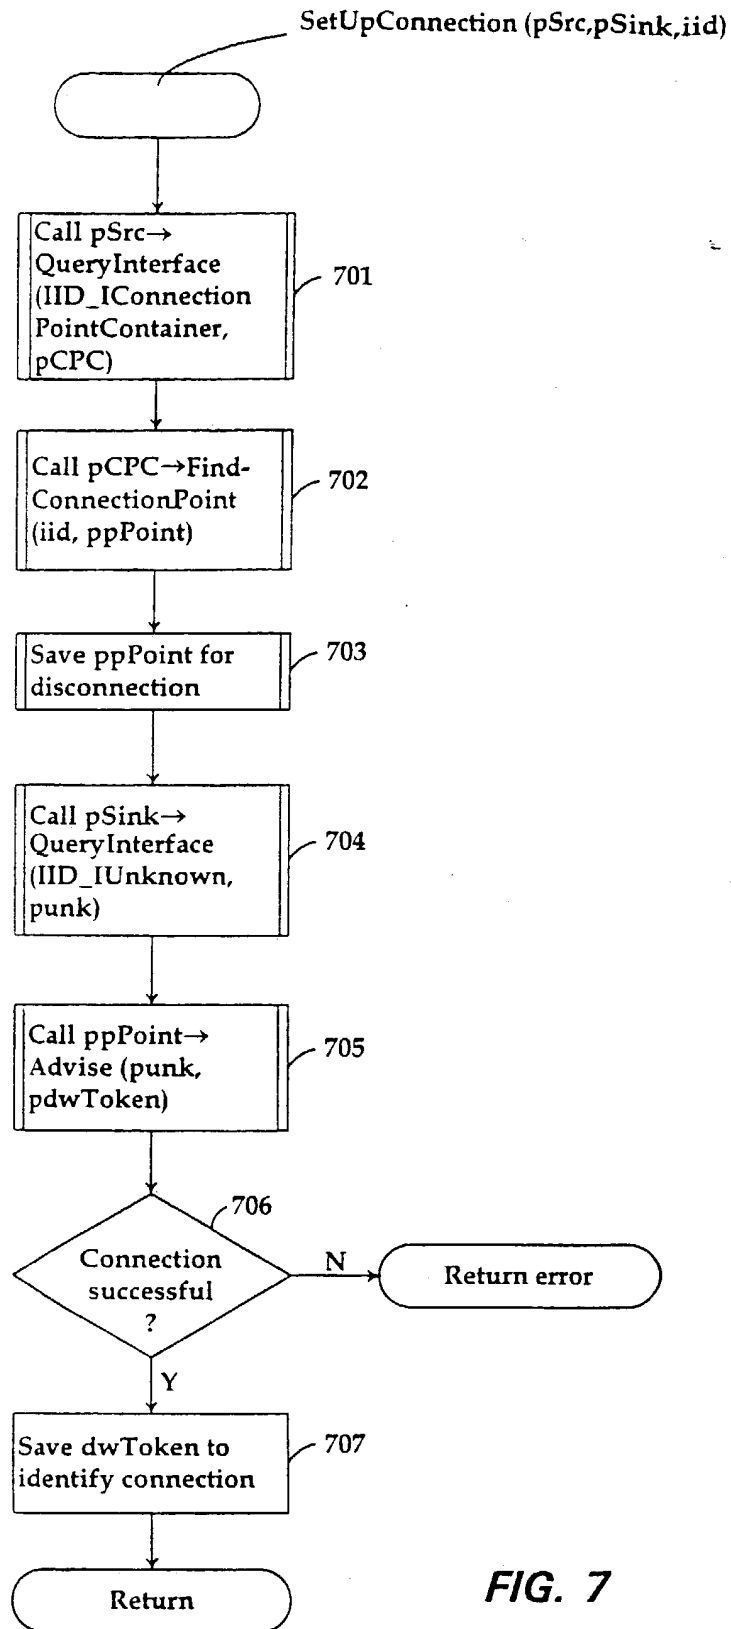 SetUpConnection (pSrc,pSink,iid)
Call pSrc→
QueryInterface
(IID_IConnection
PointContainer,
pCPC)
701
Call pCPC→Find-
ConnectionPoint
(iid, ppPoint)
702
Save ppPoint for
disconnection
703
Call pSink→
QueryInterface
(IID_IUnknown,
punk)
704
Call ppPoint→
Advise (punk,
pdwToken)
705
706
Connection
successful
?
N
Return error
Y
Save dwToken to
identify connection
707
Return
FIG. 7